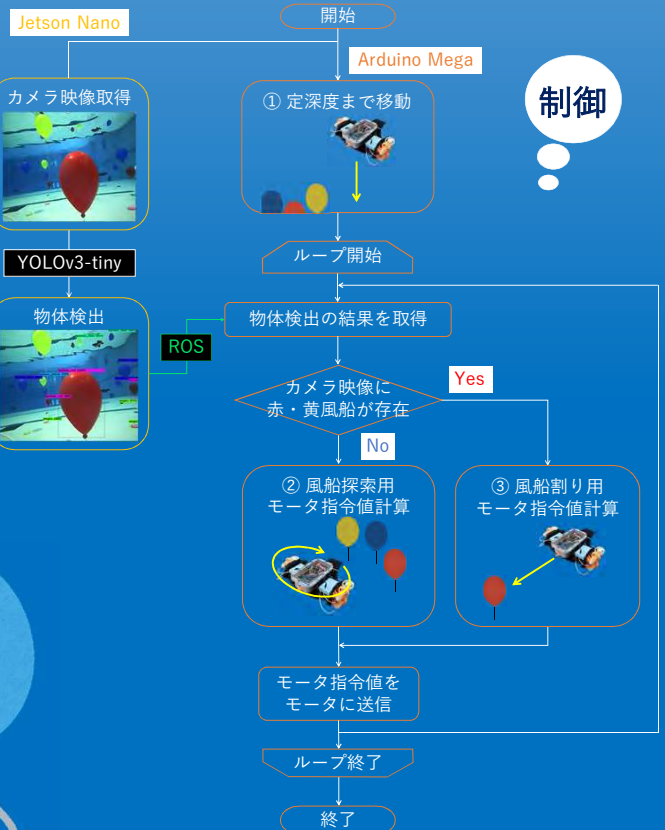 開始
Jetson Nano
Arduino Mega
制御
カメラ映像取得
① 定深度まで移動
YOLOv3-tiny
ループ開始
物体検出
ROS
物体検出の結果を取得
カメラ映像に
赤・黄風船が存在
Yes
No
② 風船探索用
モータ指令値計算
③ 風船割り用
モータ指令値計算
モータ指令値を
モータに送信
ループ終了
終了